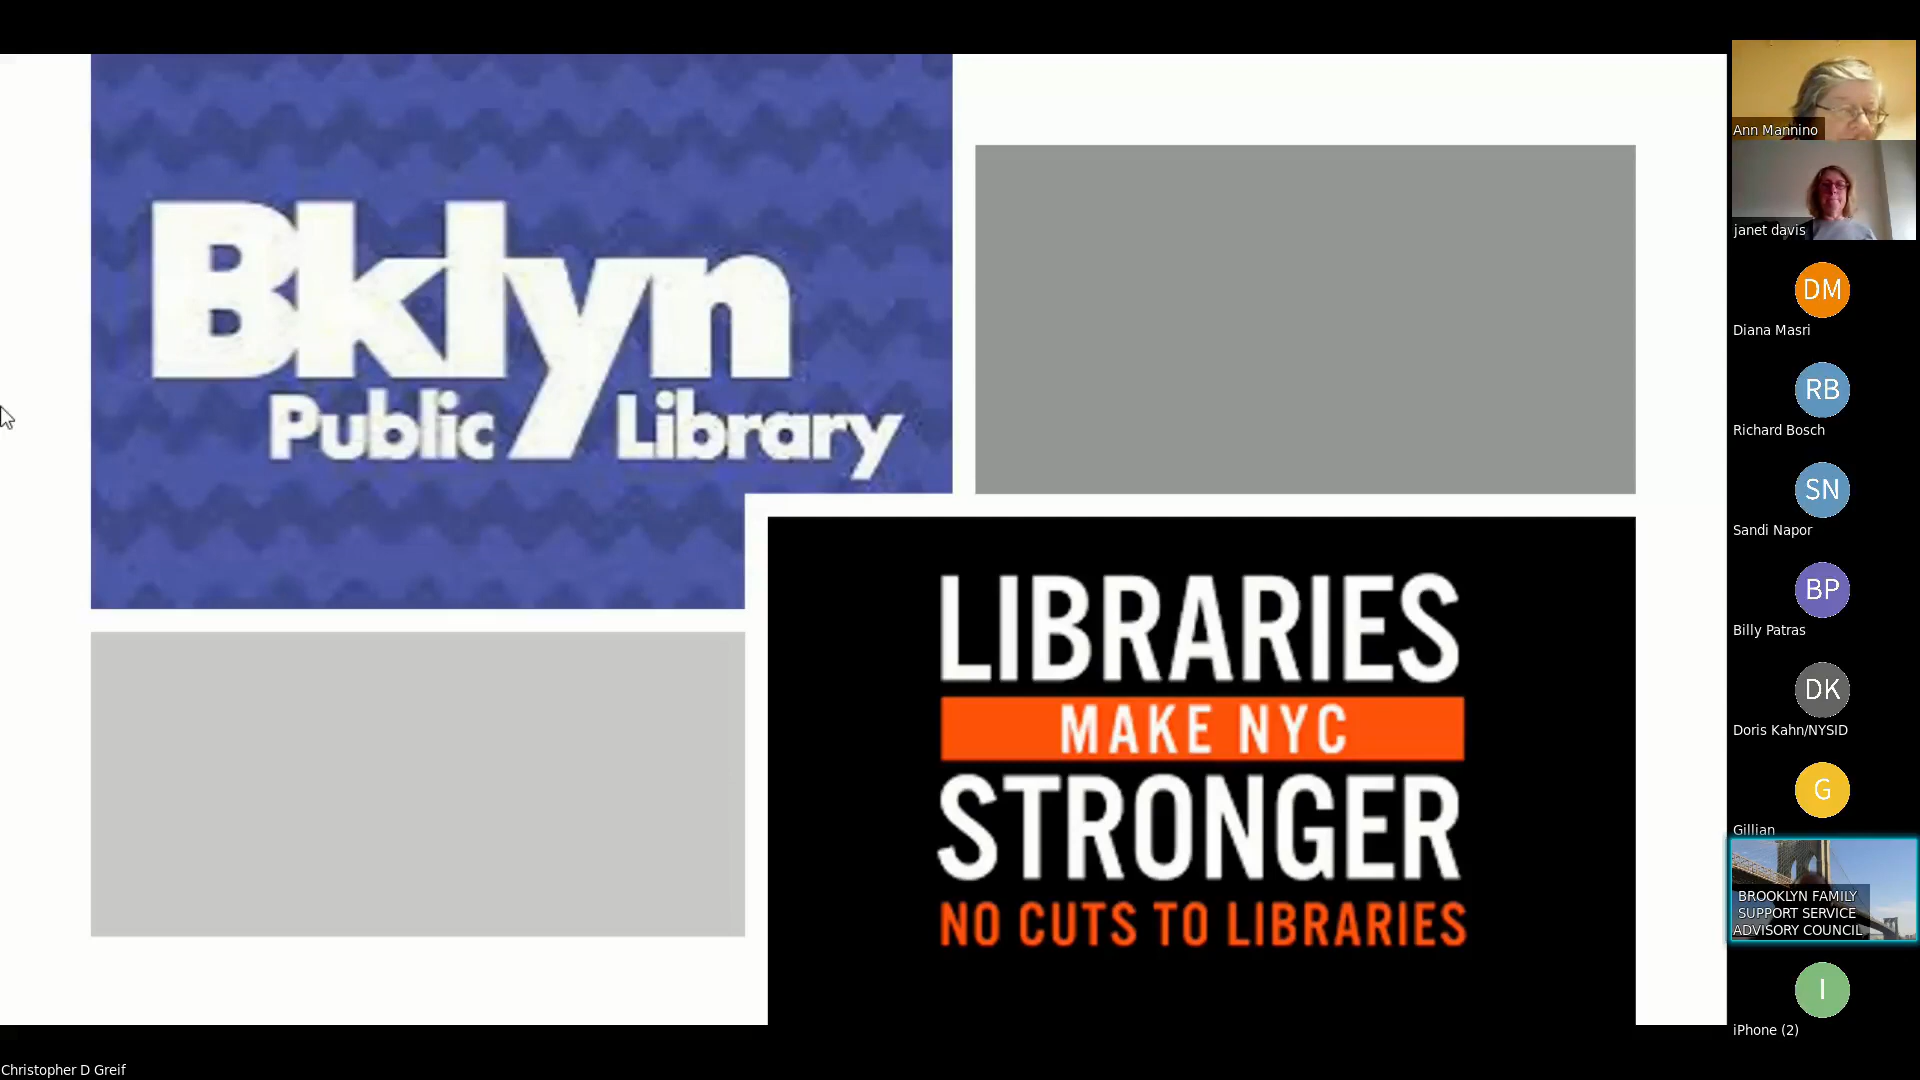 Bklyn
Public Library
LIBRARIES
MAKE NYC
STRONGER
NO CUTS TO LIBRARIES
Ann Mannino
janet davis
DM
Diana Masri
RB
Richard Bosch
SN
Sandi Napor
BP
Billy Patras
DK
Doris Kahn/NYSID
G
Gillian
BROOKLYN FAMILY
SUPPORT SERVICE
ADVISORY COUNCIL
I
iPhone (2)
Christopher D Greif